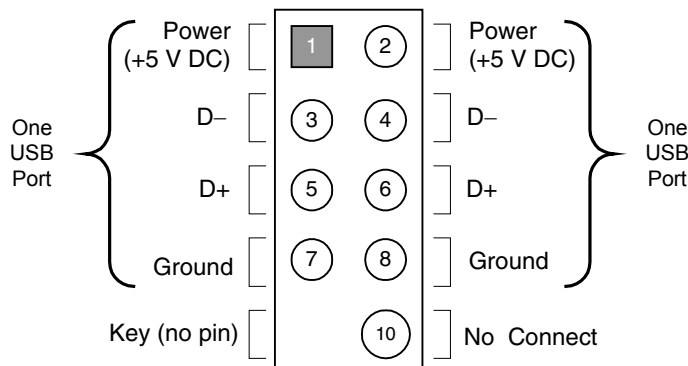 Power
(+5 V DC)
1
2
Power
(+5 V DC)
D–
3
4
D–
One
USB
Port
One
USB
Port
D+
5
6
D+
Ground
7
8
Ground
Key (no pin)
10
No Connect